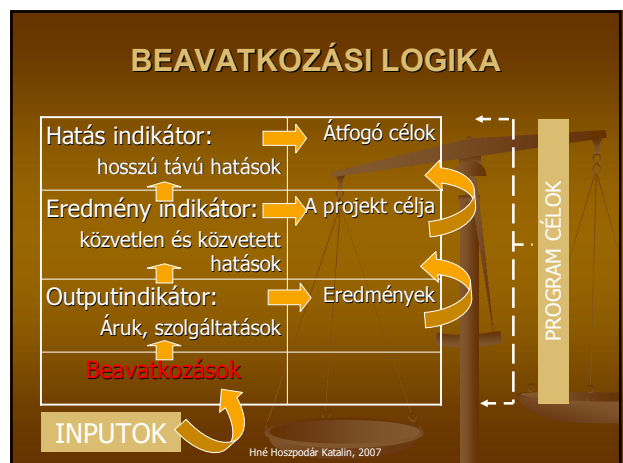 BEAVATKOZÁSI LOGIKA
Hatás indikátor:
hosszú távú hatások
Átfogó célok
Eredmény indikátor:
közvetlen és közvetett
hatások
A projekt célja
Outputindikátor:
Áruk, szolgáltatások
Eredmények
Beavatkozások
INPUTOK
PROGRAM CÉLOK
Hné Hoszpodár Katalin, 2007